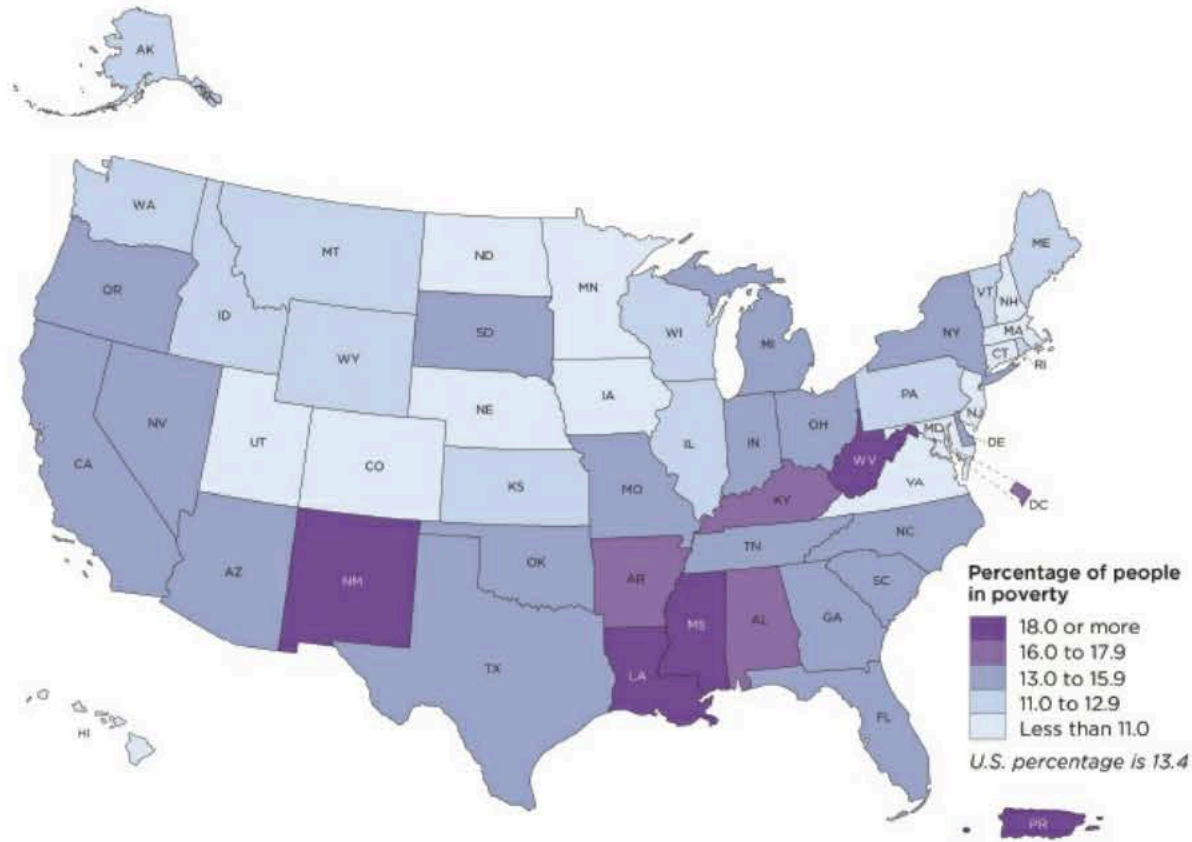 AK
WA
MT
ND
MN
ME
OR
ID
WY
SD
WI
MI
NY
VT
NH
MA
CT
RI
NV
UT
CO
NE
IA
IL
IN
OH
PA
NJ
MD
DE
CA
KS
MO
KY
WV
VA
DC
AZ
NM
OK
AR
TN
NC
SC
TX
LA
MS
AL
GA
FL
HI
Percentage of people
in poverty
18.0 or more
16.0 to 17.9
13.0 to 15.9
11.0 to 12.9
Less than 11.0
U.S. percentage is 13.4
PR